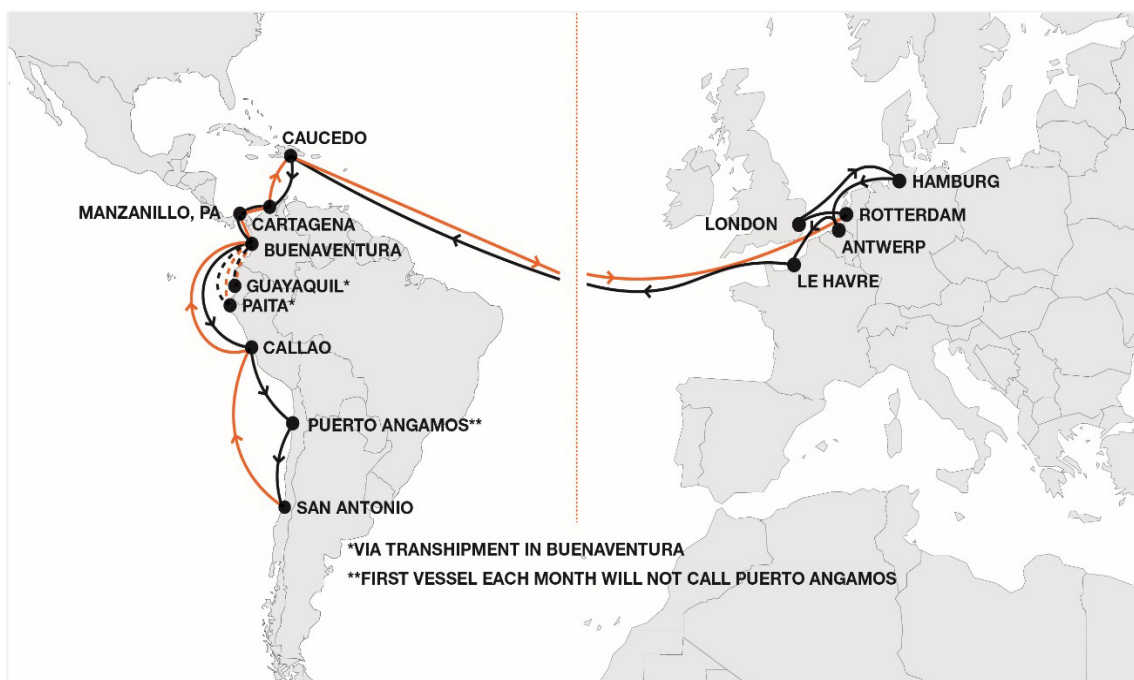 CAUCEDO
MANZANILLO, PA
CARTAGENA
BUENAVENTURA
GUAYAQUIL*
PAITA*
CALLAO
PUERTO ANGAMOS**
SAN ANTONIO
HAMBURG
ROTTERDAM
LONDON
ANTWERP
LE HAVRE
*VIA TRANSHIPMENT IN BUENAVENTURA
**FIRST VESSEL EACH MONTH WILL NOT CALL PUERTO ANGAMOS